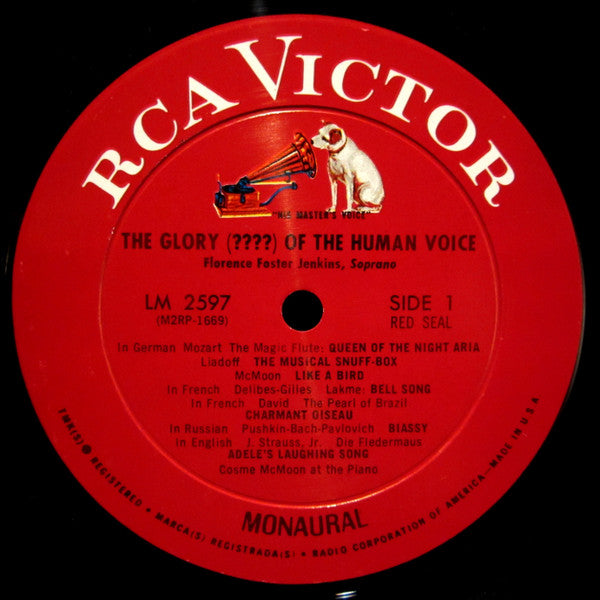 RCA VICTOR
"HIS MASTER'S VOICE"
THE GLORY (????) OF THE HUMAN VOICE
Florence Foster Jenkins, Soprano
LM 2597
(M2RP-1669)
SIDE 1
RED SEAL
In German Mozart The Magic Flute: QUEEN OF THE NIGHT ARIA
Liadoff THE MUSICAL SNUFF-BOX
McMoon LIKE A BIRD
In French Delibes-Gilles Lakme: BELL SONG
In French David The Pearl of Brazil
CHARMANT OISEAU
In Russian Pushkin-Bach-Pavlovich BIASSY
In English J. Strauss, Jr. Die Fledermaus
ADELE'S LAUGHING SONG
Cosme McMoon at the Piano
MONAURAL
TMK(S) ® REGISTERED • MARCA(S) REGISTRADA(S) • RADIO CORPORATION OF AMERICA—MADE IN U.S.A.